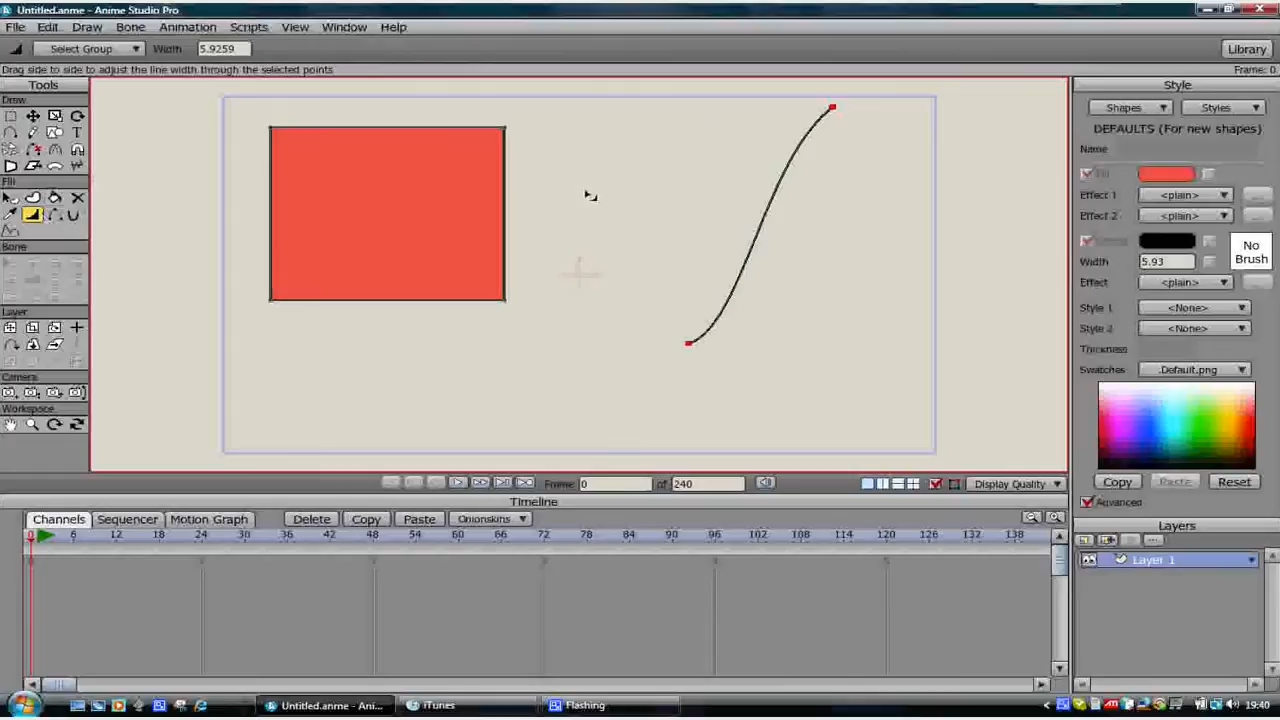 Untitled.anme - Anime Studio Pro
File Edit Draw Bone Animation Scripts View Window Help
Select Group Width 5.9259 Library
Drag side to side to adjust the line width through the selected points Frame: 0
Tools Style
Draw
Shapes Styles
DEFAULTS (For new shapes)
Name
Fill
Fill
Effect 1 <plain>
Effect 2 <plain>
Bone
No Brush
Width 5.93
Effect <plain>
Layer
Style 1 <None>
Style 2 <None>
Thickness
Swatches .Default.png
Camera
Workspace
Copy Paste Reset
Frame 0 of 240 Display Quality
Advanced
Timeline
Channels Sequencer Motion Graph Delete Copy Paste Onionskins
Layers
0 6 12 18 24 30 36 42 48 54 60 66 72 78 84 90 96 102 108 114 120 126 132 138
Layer 1
Untitled.anme - Ani... iTunes Flashing 19:40